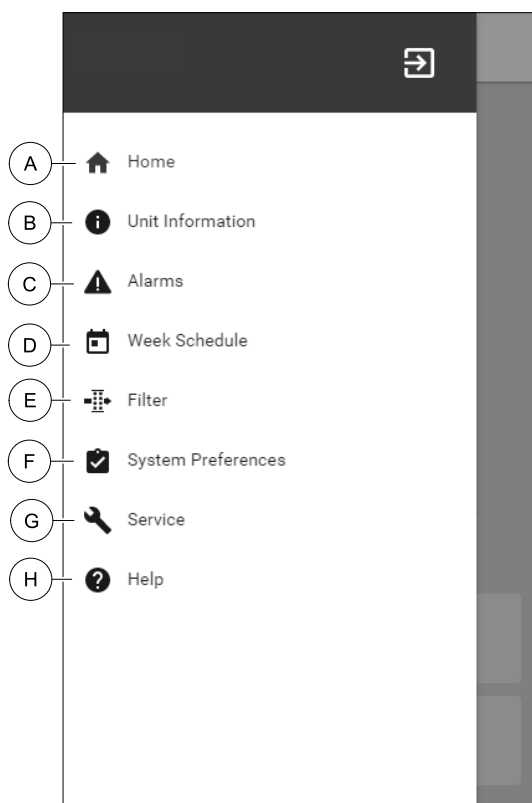 A Home
B Unit Information
C Alarms
D Week Schedule
E Filter
F System Preferences
G Service
H Help